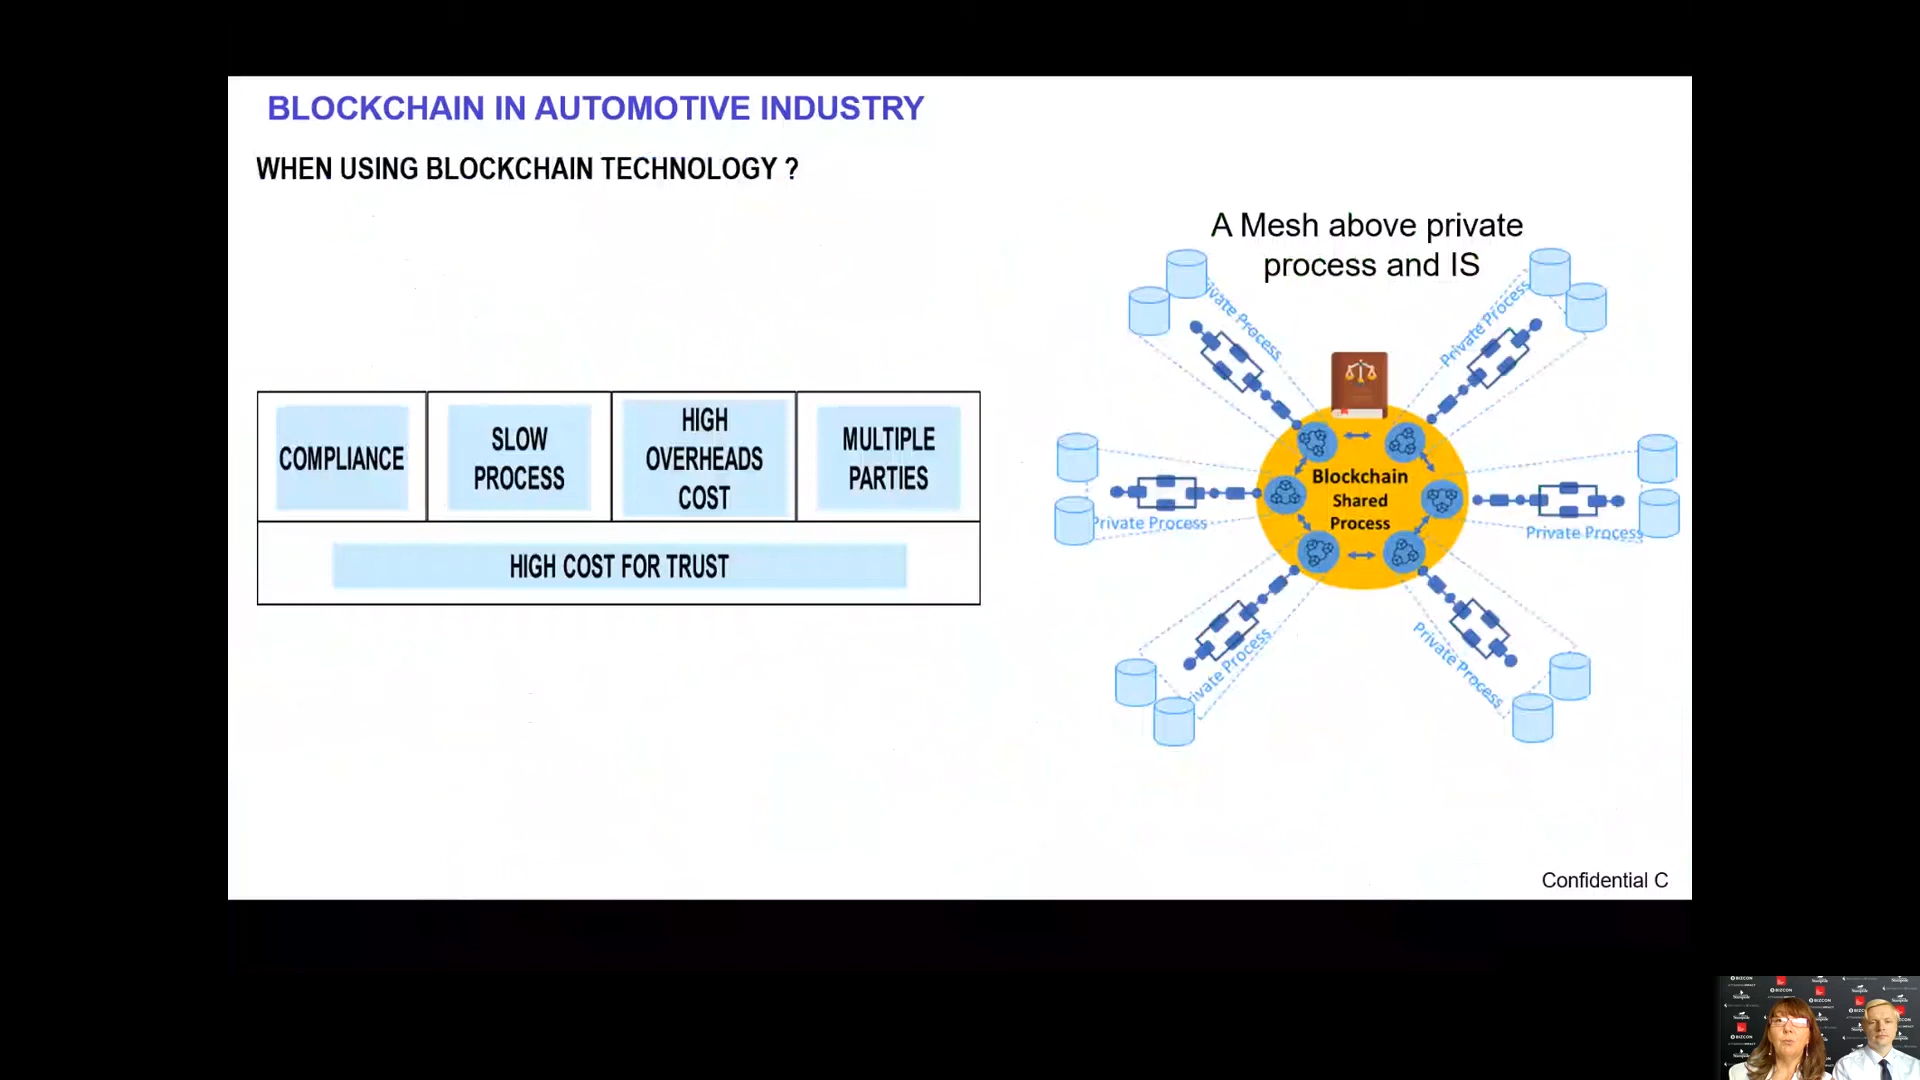 BLOCKCHAIN IN AUTOMOTIVE INDUSTRY
WHEN USING BLOCKCHAIN TECHNOLOGY ?
COMPLIANCE
SLOW
PROCESS
HIGH
OVERHEADS
COST
MULTIPLE
PARTIES
HIGH COST FOR TRUST
A Mesh above private
process and IS
Private Process
Private Process
Private Process
Blockchain
Shared
Process
Private Process
Private Process
Private Process
Confidential C
BIZCON
BIZCON